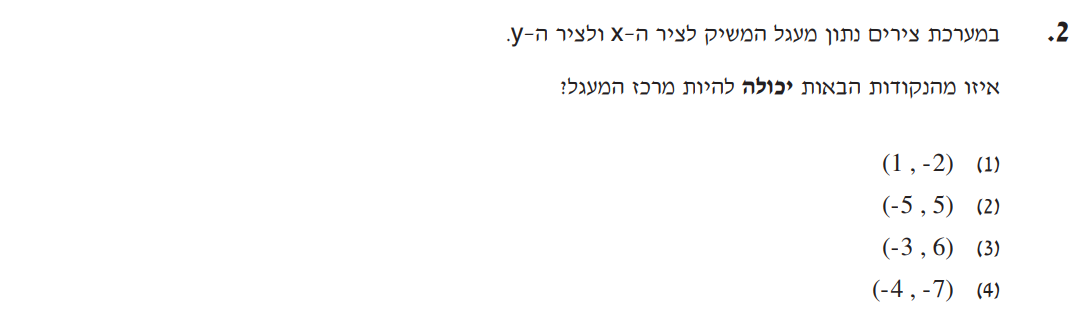 2. במערכת צירים נתון מעגל המשיק לציר ה-x ולציר ה-y.
איזו מהנקודות הבאות יכולה להיות מרכז המעגל?
(1) (1 , -2)
(2) (-5 , 5)
(3) (-3 , 6)
(4) (-4 , -7)